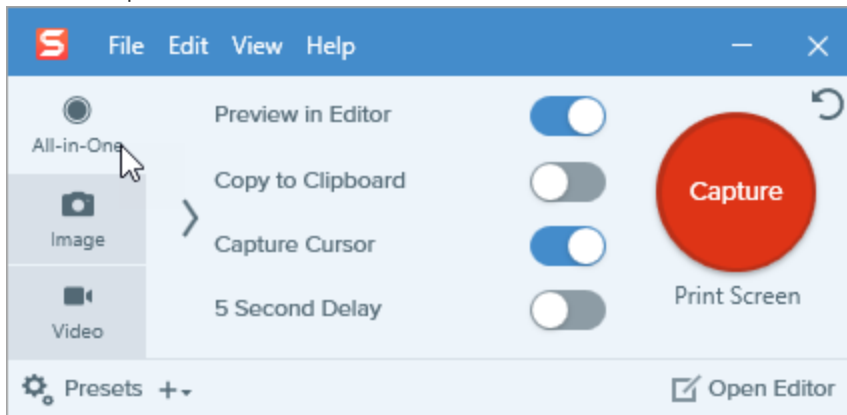 S File Edit View Help
All-in-One
Preview in Editor
Copy to Clipboard
Image
Capture Cursor
Video
5 Second Delay
Capture
Print Screen
Presets
Open Editor